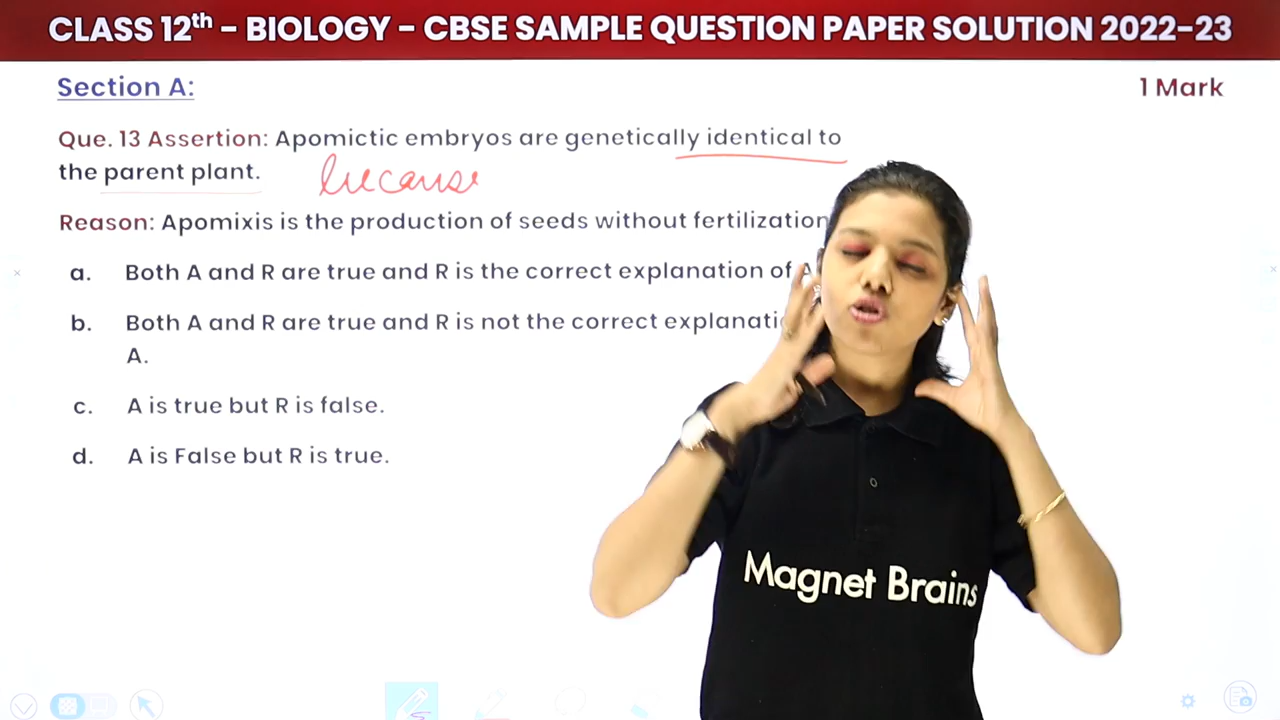 CLASS 12th – BIOLOGY – CBSE SAMPLE QUESTION PAPER SOLUTION 2022–23
Section A:
1 Mark
Que. 13 Assertion: Apomictic embryos are genetically identical to
the parent plant.
because
Reason: Apomixis is the production of seeds without fertilization
a. Both A and R are true and R is the correct explanation of
b. Both A and R are true and R is not the correct
A.
c. A is true but R is false.
d. A is False but R is true.
Magnet Brains